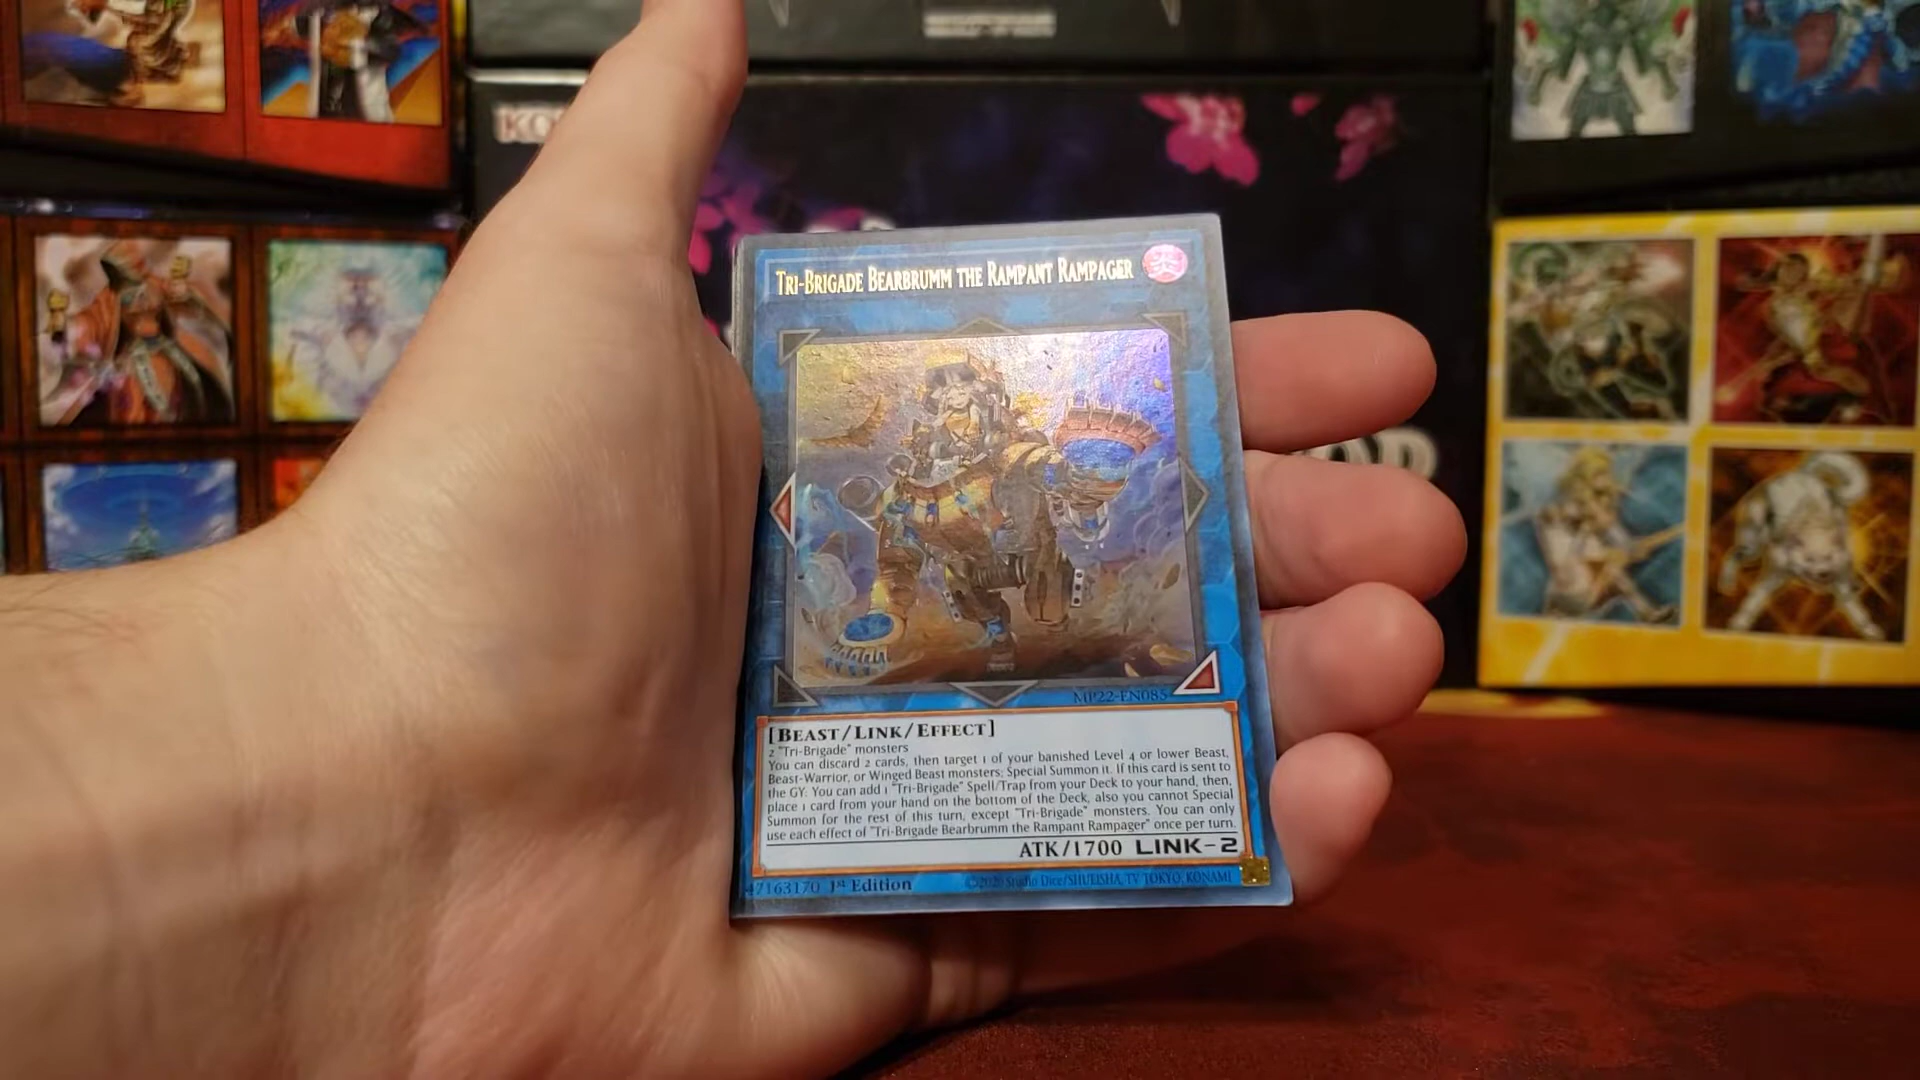 KO
TRI-BRIGADE BEARBRUMM THE RAMPANT RAMPAGER
炎
MP22-EN085
[BEAST/LINK/EFFECT]
2 "Tri-Brigade" monsters
You can discard 2 cards, then target 1 of your banished Level 4 or lower Beast,
Beast-Warrior, or Winged Beast monsters; Special Summon it. If this card is sent to
the GY: You can add 1 "Tri-Brigade" Spell/Trap from your Deck to your hand, then,
place 1 card from your hand on the bottom of the Deck, also you cannot Special
Summon for the rest of this turn, except "Tri-Brigade" monsters. You can only
use each effect of "Tri-Brigade Bearbrumm the Rampant Rampager" once per turn.
ATK/1700 LINK-2
47163170 1st Edition
©2020 Studio Dice/SHUEISHA, TV TOKYO, KONAMI